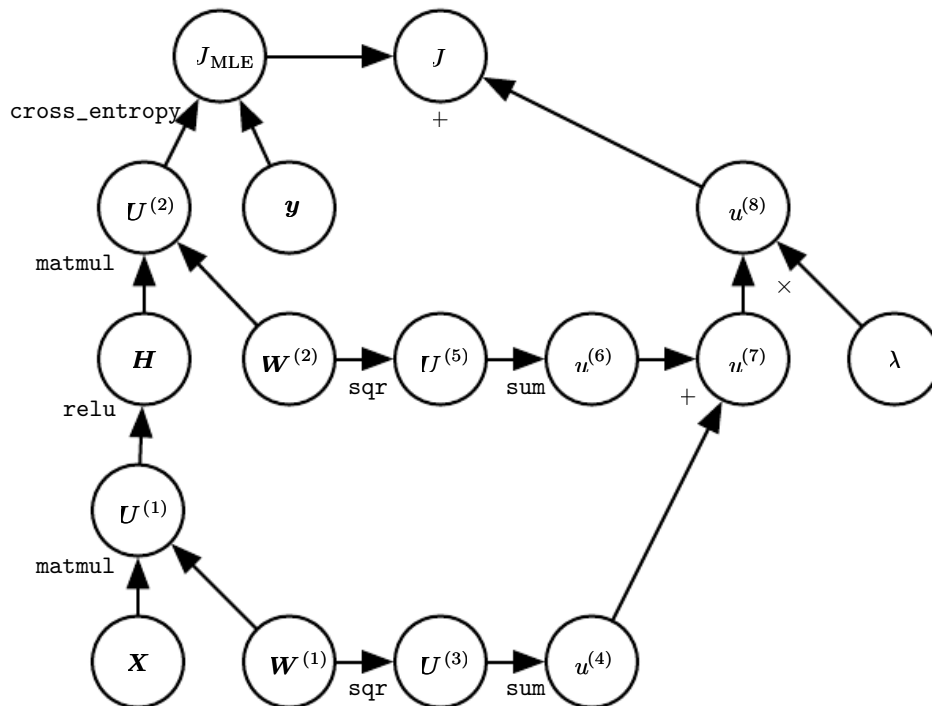 J_MLE J
cross_entropy +
U^(2) y u^(8)
matmul ×
H W^(2) U^(5) u^(6) u^(7) λ
relu sqr sum +
U^(1)
matmul
X W^(1) U^(3) u^(4)
sqr sum